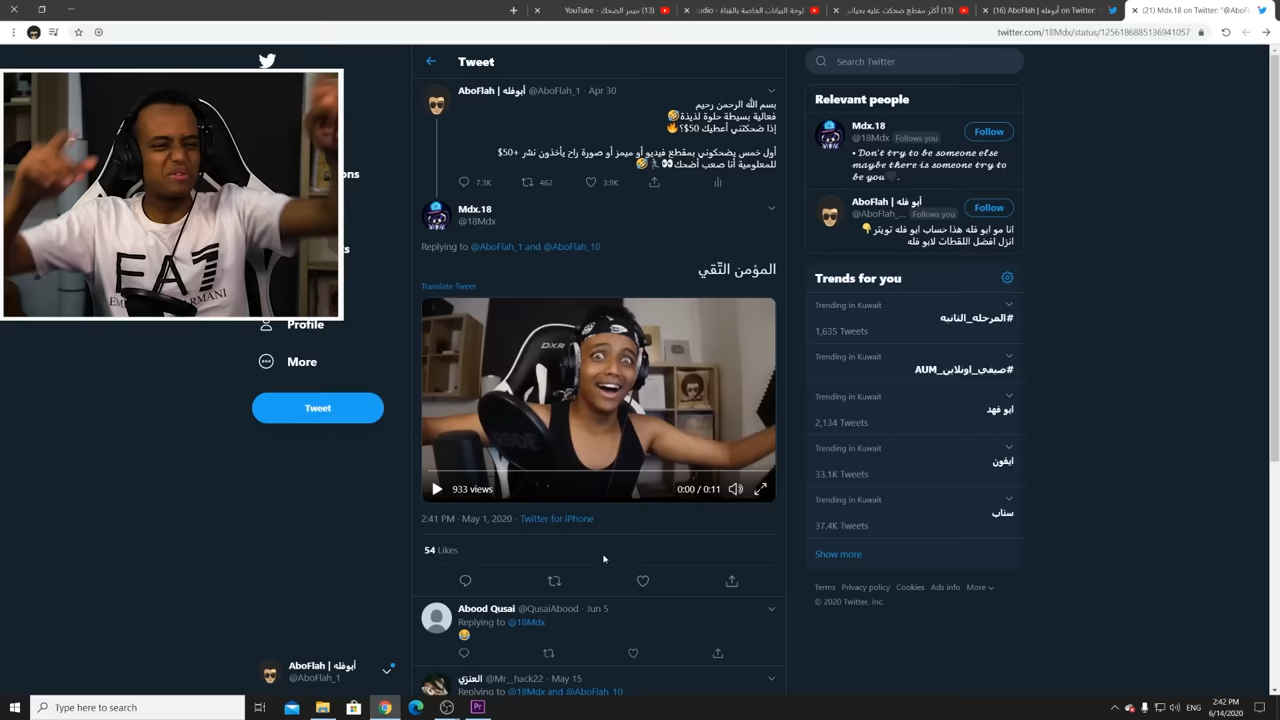 (13) ميمز الضحك - YouTube
لوحة البيانات الخاصة بالقناة - udio
(13) أكثر مقطع ضحكت عليه بحياتي
(16) AboFlah | أبوفله on Twitter: "
(21) Mdx.18 on Twitter: "@AboFl
twitter.com/18Mdx/status/1256186885136941057
Profile
More
Tweet
AboFlah | أبوفله
@AboFlah_1
Tweet
AboFlah | أبوفله @AboFlah_1 · Apr 30
بسم الله الرحمن رحيم
فعالية بسيطة حلوة لذيذة🤣
إذا ضحكتني أعطيك 50$؟🔥
أول خمس يضحكوني بمقطع فيديو أو ميمز أو صورة راح يأخذون نشر +50$
للمعلومية أنا صعب أضحك👀🚶🏿🤣
7.3K 462 3.9K
Mdx.18
@18Mdx
Replying to @AboFlah_1 and @AboFlah_10
المؤمن التّقي
Translate Tweet
DXR
933 views 0:00 / 0:11
2:41 PM · May 1, 2020 · Twitter for iPhone
54 Likes
Abood Qusai @QusaiAbood · Jun 5
Replying to @18Mdx
😂
العنزي @Mr__hack22 · May 15
Replying to @18Mdx and @AboFlah_10
Search Twitter
Relevant people
Mdx.18
@18Mdx Follows you
Follow
• Don't try to be someone else
maybe there is someone try to
be you🖤.
أبو فله | AboFlah
@AboFlah_... Follows you
Follow
انا مو ابو فله هذا حساب ابو فله تويتر👇
انزل افضل اللقطات لابو فله
Trends for you
Trending in Kuwait
#المرحله_الثانيه
1,635 Tweets
Trending in Kuwait
#صيفي_اونلاين_AUM
Trending in Kuwait
ابو فهد
2,134 Tweets
Trending in Kuwait
ايفون
33.1K Tweets
Trending in Kuwait
سناب
37.4K Tweets
Show more
Terms Privacy policy Cookies Ads info More
© 2020 Twitter, Inc.
EA7
ARMANI
Type here to search
ENG
2:42 PM
6/14/2020